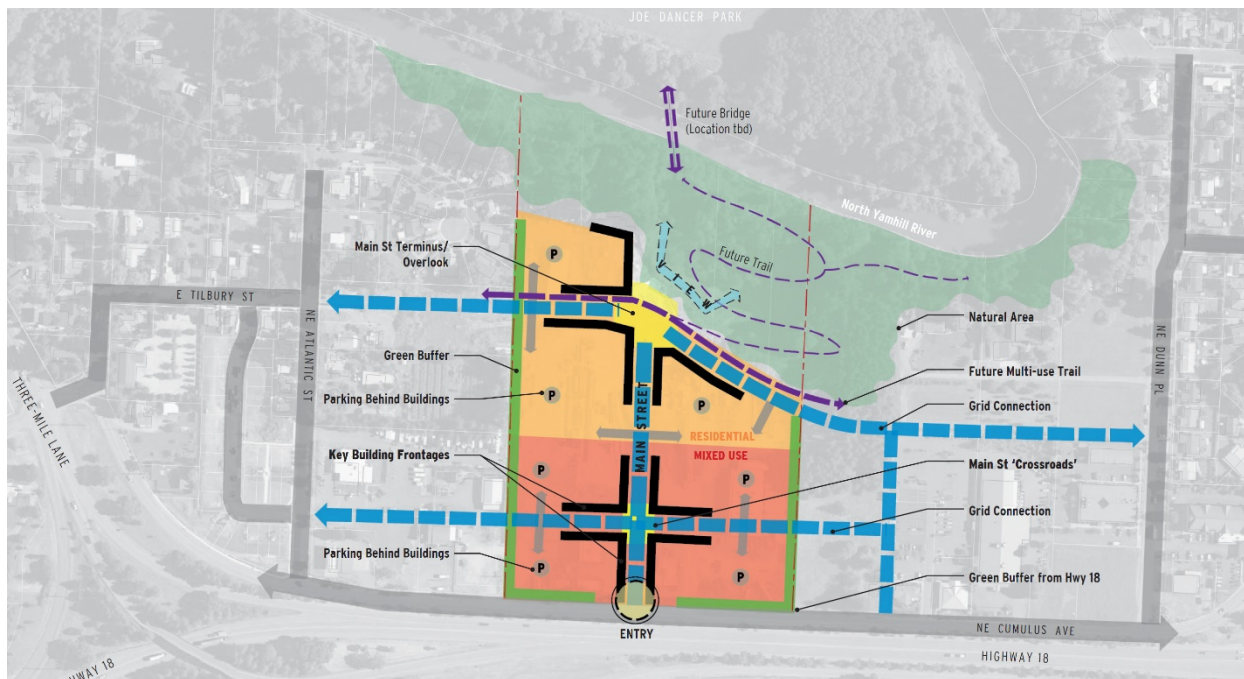 JOE DANCER PARK
Future Bridge
(Location tbd)
North Yamhill River
Main St Terminus/
Overlook
P
VIEW
Future Trail
E TILBURY ST
NE ATLANTIC ST
NE DUNN PL
Natural Area
Green Buffer
Future Multi-use Trail
THREE-MILE LANE
Parking Behind Buildings
P
P
Grid Connection
MAIN STREET
RESIDENTIAL
MIXED USE
Key Building Frontages
Main St 'Crossroads'
P
P
Grid Connection
Parking Behind Buildings
P
P
Green Buffer from Hwy 18
ENTRY
NE CUMULUS AVE
HIGHWAY 18
HWAY 18